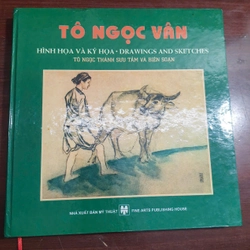 TÔ NGỌC VÂN
HÌNH HỌA VÀ KÝ HỌA • DRAWINGS AND SKETCHES
TÔ NGỌC THÀNH SƯU TẦM VÀ BIÊN SOẠN
NHÀ XUẤT BẢN MỸ THUẬT FINE ARTS PUBLISHING HOUSE